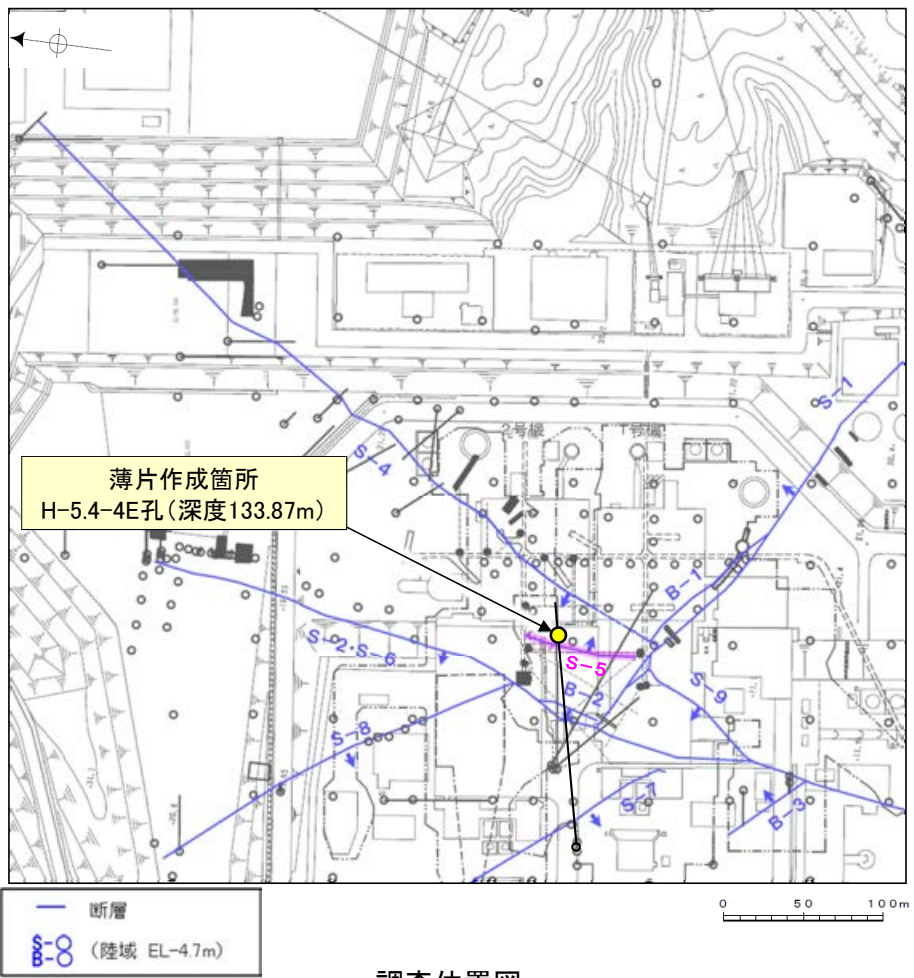 2号機
1号機
S-1
S-4
薄片作成箇所
H-5.4-4E孔(深度133.87m)
B-1
S-2・S-6
S-5
B-2
S-9
S-8
S-7
B-3
断層
S-○
B-○
(陸域 EL-4.7m)
0 50 100m
調査位置図